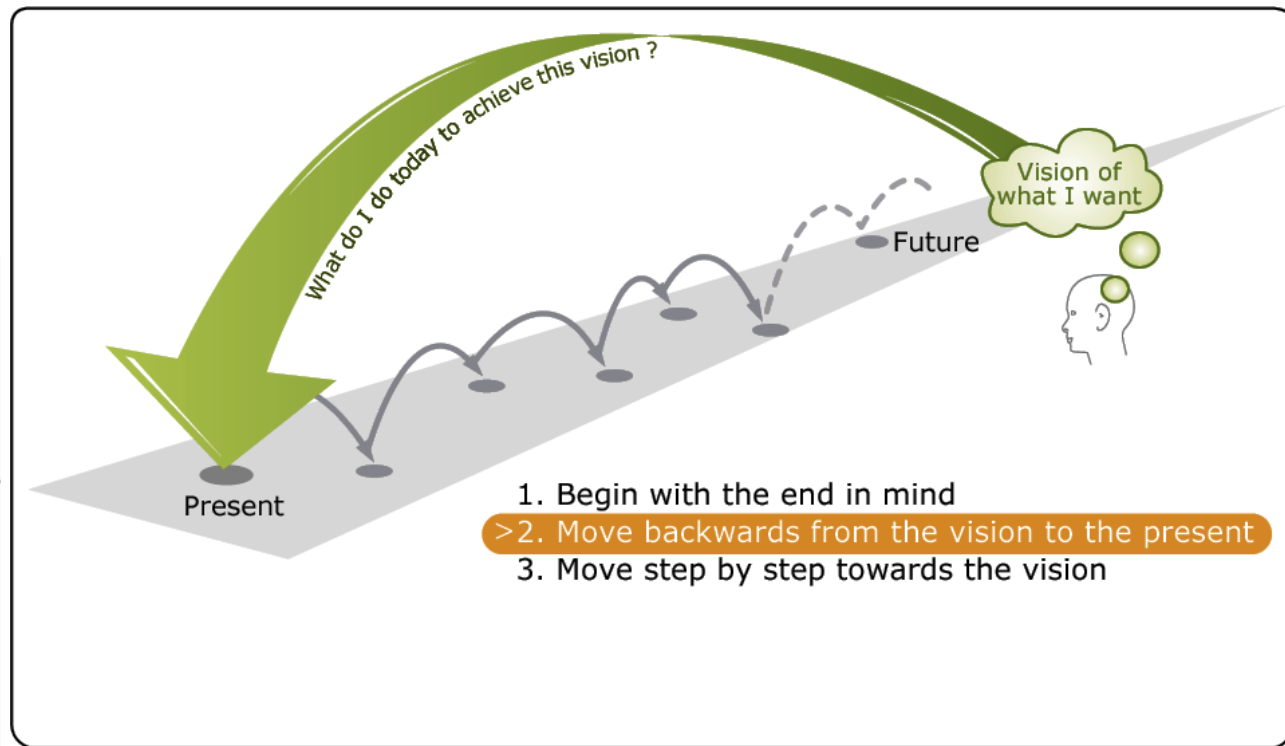 What do I do today to achieve this vision ?
Vision of
what I want
Future
Present
1. Begin with the end in mind
>2. Move backwards from the vision to the present
3. Move step by step towards the vision